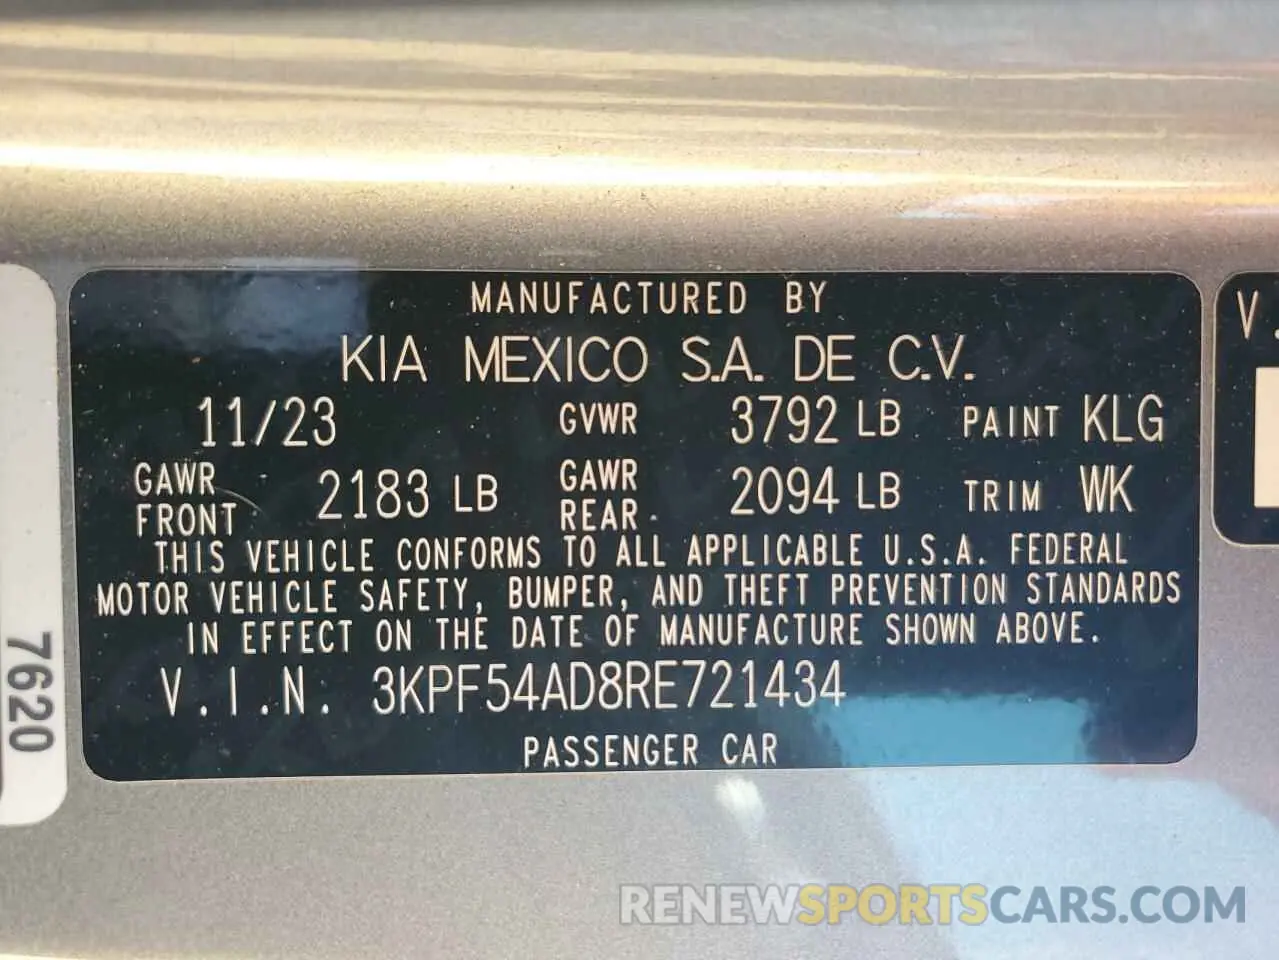 MANUFACTURED BY
KIA MEXICO S.A. DE C.V.
11/23 GVWR 3792 LB PAINT KLG
GAWR FRONT 2183 LB GAWR REAR 2094 LB TRIM WK
THIS VEHICLE CONFORMS TO ALL APPLICABLE U.S.A. FEDERAL
MOTOR VEHICLE SAFETY, BUMPER, AND THEFT PREVENTION STANDARDS
IN EFFECT ON THE DATE OF MANUFACTURE SHOWN ABOVE.
V.I.N. 3KPF54AD8RE721434
PASSENGER CAR
7620
V.
RENEWSPORTSCARS.COM